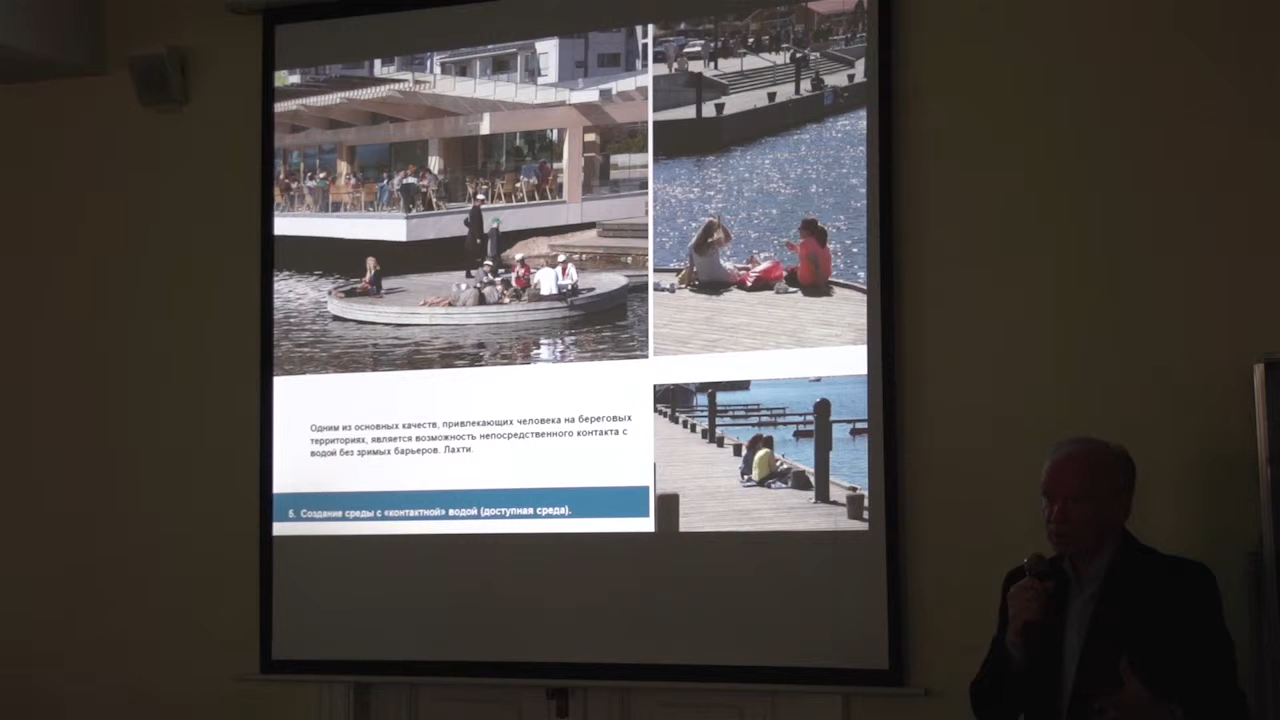 Одним из основных качеств, привлекающих человека на береговых
территориях, является возможность непосредственного контакта с
водой без зримых барьеров. Лахти.
5. Создание среды с «контактной» водой (доступная среда).